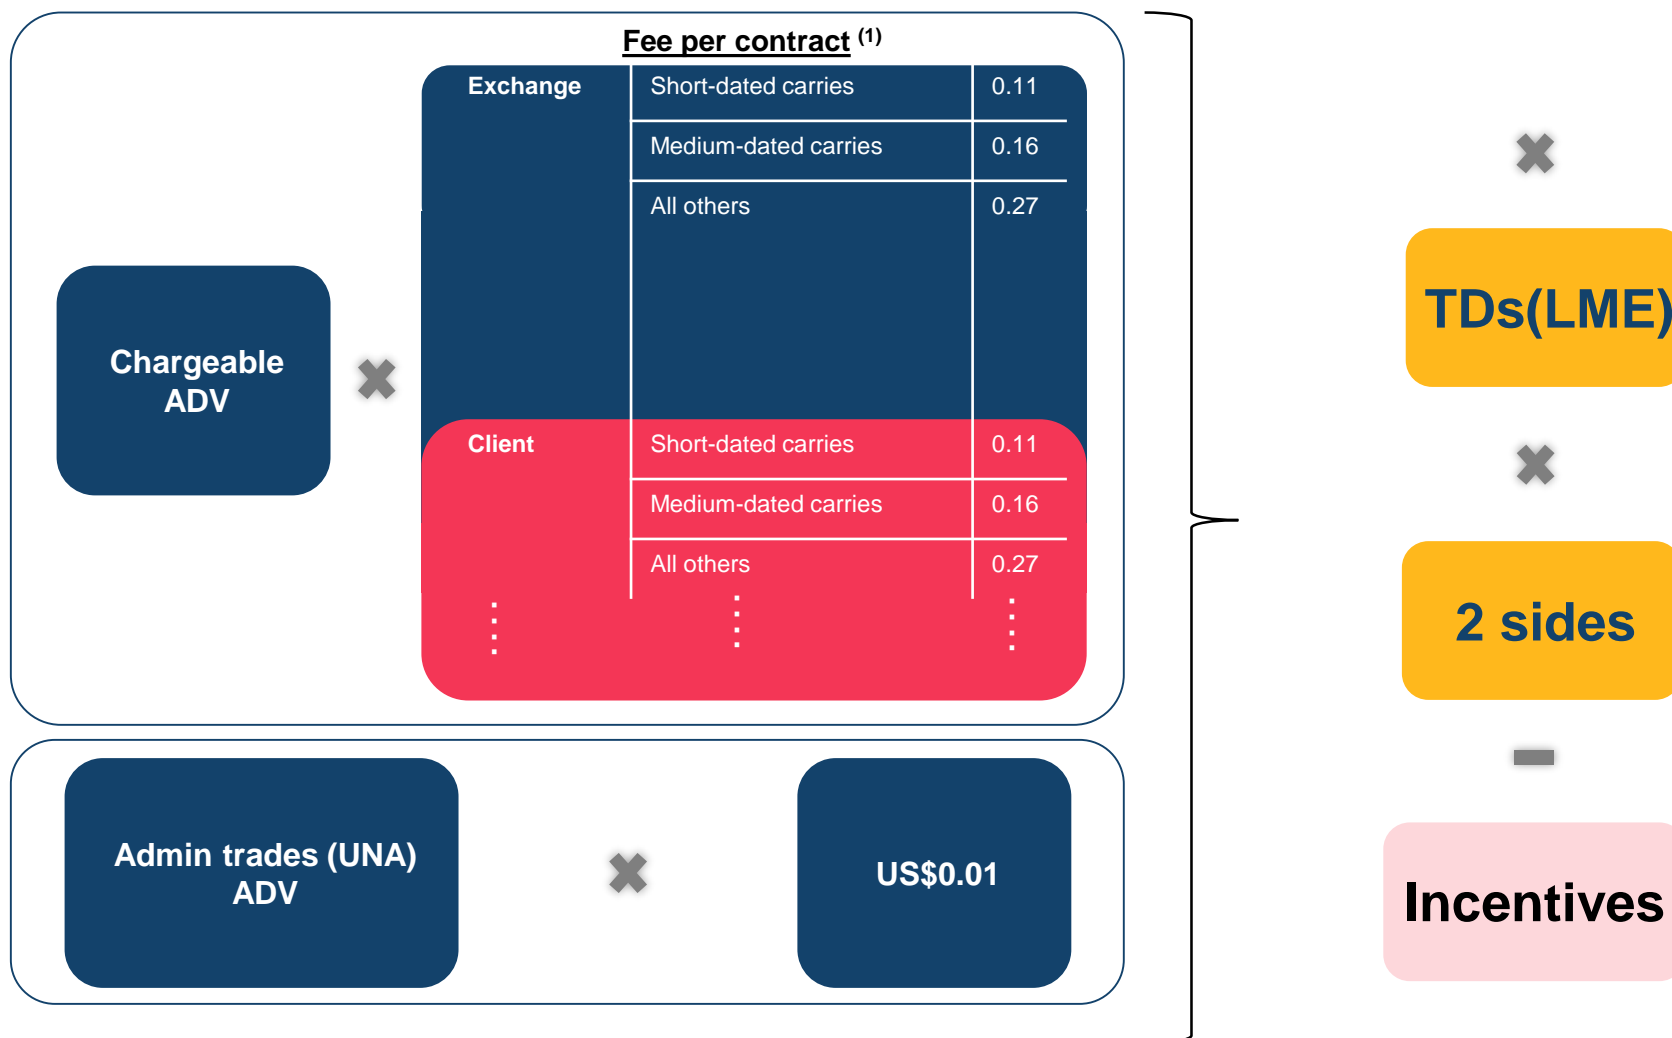 Fee per contract (1)
Exchange Short-dated carries 0.11
Medium-dated carries 0.16
All others 0.27
Chargeable
ADV
Client Short-dated carries 0.11
Medium-dated carries 0.16
All others 0.27
Admin trades (UNA)
ADV
US$0.01
TDs(LME)
2 sides
Incentives